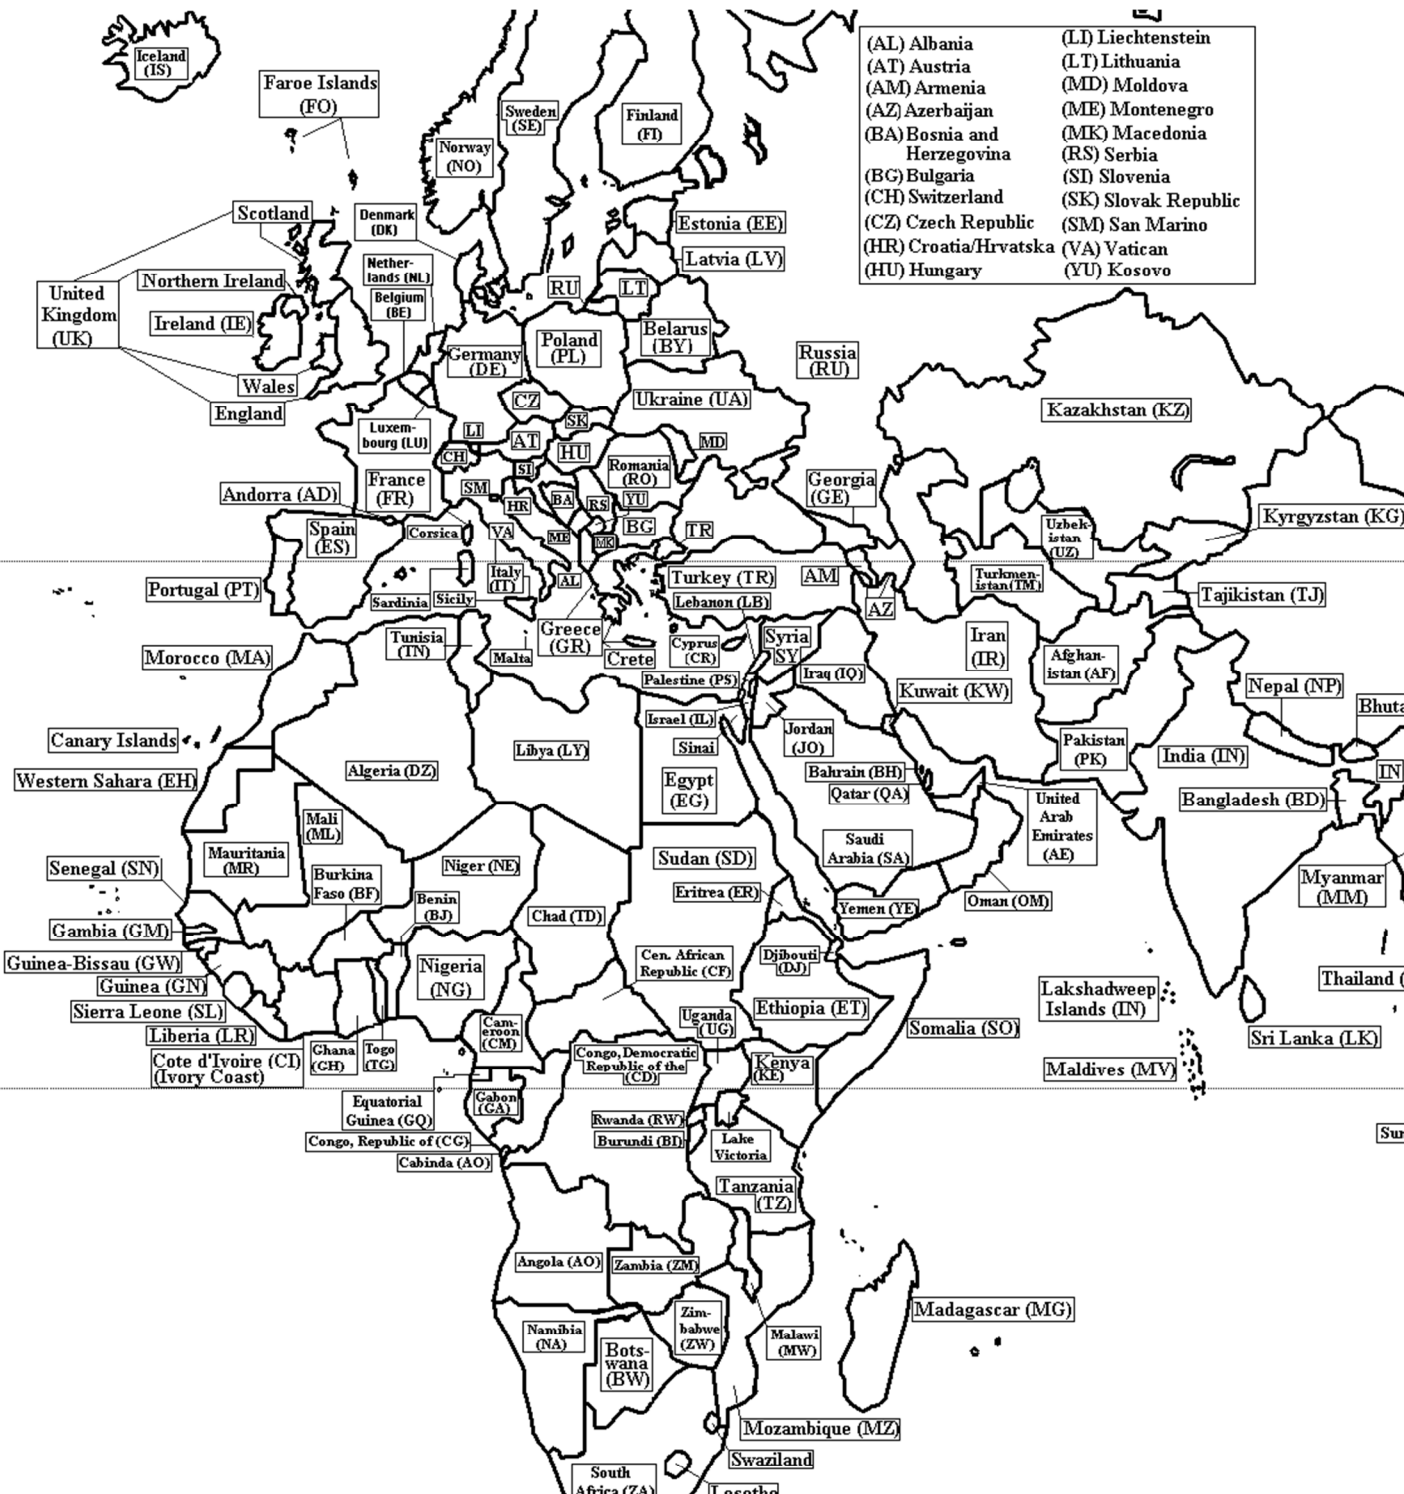 Iceland
(IS)
Faroe Islands
(FO)
Norway
(NO)
Sweden
(SE)
Finland
(FI)
(AL) Albania
(AT) Austria
(AM) Armenia
(AZ) Azerbaijan
(BA) Bosnia and
Herzegovina
(BG) Bulgaria
(CH) Switzerland
(CZ) Czech Republic
(HR) Croatia/Hrvatska
(HU) Hungary
(LI) Liechtenstein
(LT) Lithuania
(MD) Moldova
(ME) Montenegro
(MK) Macedonia
(RS) Serbia
(SI) Slovenia
(SK) Slovak Republic
(SM) San Marino
(VA) Vatican
(YU) Kosovo
Scotland
Denmark
(DK)
Estonia (EE)
Nether-
lands (NL)
Latvia (LV)
Northern Ireland
Belgium
(BE)
RU
LT
United
Kingdom
(UK)
Ireland (IE)
Belarus
(BY)
Poland
(PL)
Germany
(DE)
Russia
(RU)
Wales
England
CZ
Ukraine (UA)
Kazakhstan (KZ)
SK
LI
Luxem-
bourg (LU)
AT
MD
CH
HU
SI
Romania
(RO)
France
(FR)
SM
Georgia
(GE)
Andorra (AD)
HR
BA
RS
YU
Kyrgyzstan (KG)
Spain
(ES)
Corsica
VA
ME
MK
BG
TR
Uzbek-
istan
(UZ)
Portugal (PT)
Sardinia
Sicily
Italy
(IT)
AL
Turkey (TR)
AM
AZ
Turkmen-
istan(TM)
Tajikistan (TJ)
Lebanon (LB)
Morocco (MA)
Tunisia
(TN)
Malta
Greece
(GR)
Crete
Cyprus
(CR)
Syria
SY
Iraq (IQ)
Iran
(IR)
Afghan-
istan (AF)
Palestine (PS)
Kuwait (KW)
Nepal (NP)
Bhuta
Israel (IL)
Sinai
Jordan
(JO)
Canary Islands
Libya (LY)
Pakistan
(PK)
India (IN)
IN
Western Sahara (EH)
Algeria (DZ)
Egypt
(EG)
Bahrain (BH)
Qatar (QA)
United
Arab
Emirates
(AE)
Bangladesh (BD)
Mali
(ML)
Mauritania
(MR)
Senegal (SN)
Burkina
Faso (BF)
Niger (NE)
Sudan (SD)
Saudi
Arabia (SA)
Myanmar
(MM)
Eritrea (ER)
Benin
(BJ)
Chad (TD)
Yemen (YE)
Oman (OM)
Gambia (GM)
Guinea-Bissau (GW)
Guinea (GN)
Sierra Leone (SL)
Liberia (LR)
Cote d'Ivoire (CI)
(Ivory Coast)
Nigeria
(NG)
Cen. African
Republic (CF)
Djibouti
(DJ)
Thailand (
Lakshadweep
Islands (IN)
Ethiopia (ET)
Uganda
(UG)
Somalia (SO)
Sri Lanka (LK)
Ghana
(GH)
Togo
(TG)
Cam-
eroon
(CM)
Congo, Democratic
Republic of the
(CD)
Kenya
(KE)
Maldives (MV)
Equatorial
Guinea (GQ)
Gabon
(GA)
Rwanda (RW)
Burundi (BI)
Congo, Republic of (CG)
Cabinda (AO)
Lake
Victoria
Sur
Tanzania
(TZ)
Angola (AO)
Zambia (ZM)
Madagascar (MG)
Namibia
(NA)
Zim-
babwe
(ZW)
Malawi
(MW)
Bots-
wana
(BW)
Mozambique (MZ)
Swaziland
South
Africa (ZA)
Lesotho